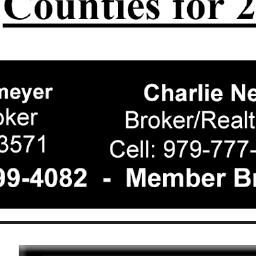 Counties for 2
meyer Charlie Ne
oker Broker/Realt
3571 Cell: 979-777-
99-4082 - Member Br